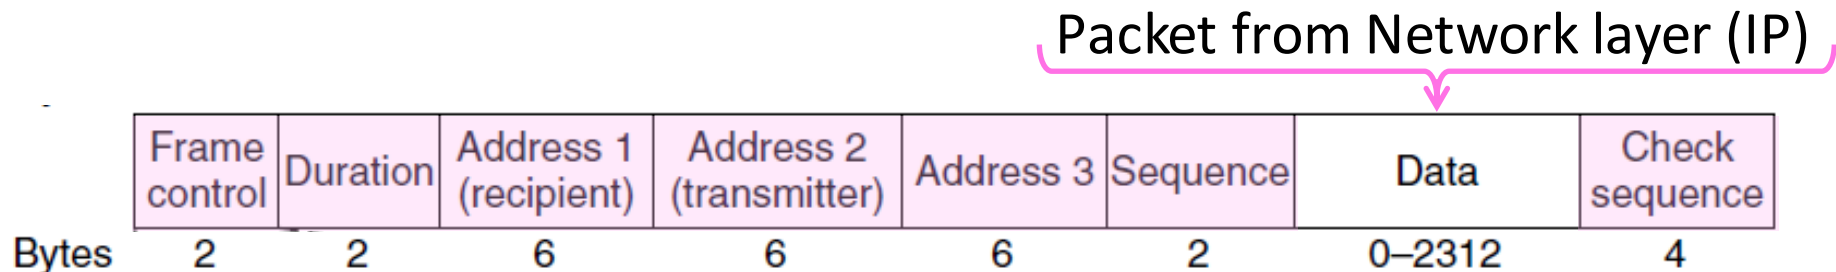 Packet from Network layer (IP)
Frame control
Duration
Address 1 (recipient)
Address 2 (transmitter)
Address 3
Sequence
Data
Check sequence
Bytes 2 2 6 6 6 2 0–2312 4